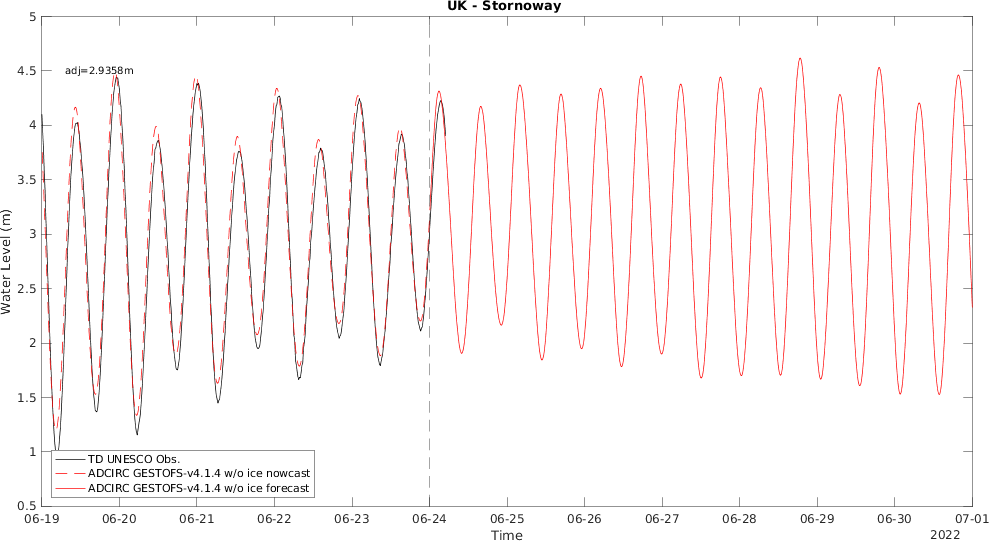 UK - Stornoway
adj=2.9358m
Water Level (m)
5
4.5
4
3.5
3
2.5
2
1.5
1
0.5
TD UNESCO Obs.
ADCIRC GESTOFS-v4.1.4 w/o ice nowcast
ADCIRC GESTOFS-v4.1.4 w/o ice forecast
06-19 06-20 06-21 06-22 06-23 06-24 06-25 06-26 06-27 06-28 06-29 06-30 07-01
Time
2022